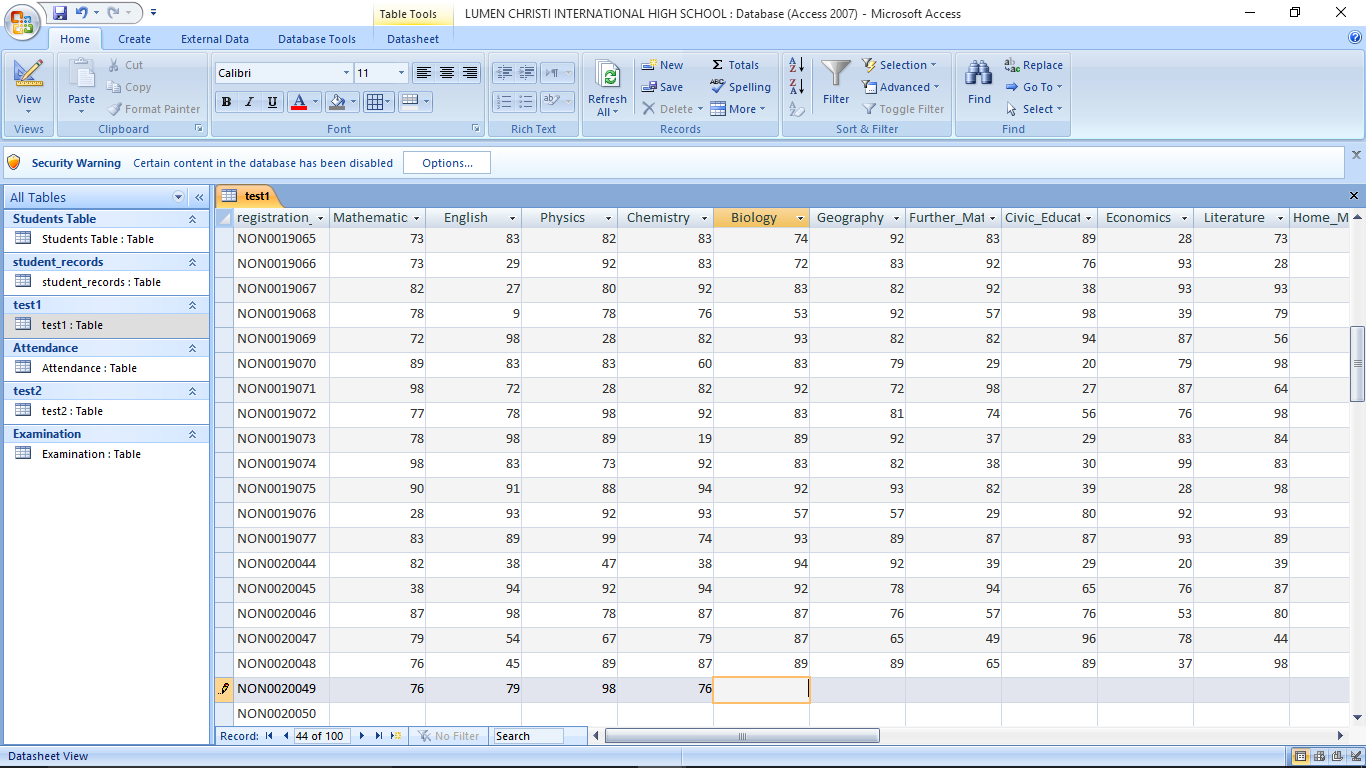 Table Tools
LUMEN CHRISTI INTERNATIONAL HIGH SCHOOL : Database (Access 2007) - Microsoft Access
Home Create External Data Database Tools Datasheet
View
Views
Paste
Cut
Copy
Format Painter
Clipboard
Calibri 11
B I U A
Font
Rich Text
Refresh All
New
Save
Delete
Σ Totals
ABC Spelling
More
Records
Filter
Selection
Advanced
Toggle Filter
Sort & Filter
Find
Replace
Go To
Select
Find
Security Warning Certain content in the database has been disabled Options...
All Tables
Students Table
Students Table : Table
student_records
student_records : Table
test1
test1 : Table
Attendance
Attendance : Table
test2
test2 : Table
Examination
Examination : Table
test1
registration_ Mathematic English Physics Chemistry Biology Geography Further_Mat Civic_Educat Economics Literature Home_M
NON0019065 73 83 82 83 74 92 83 89 28 73
NON0019066 73 29 92 83 72 83 92 76 93 28
NON0019067 82 27 80 92 83 82 92 38 93 93
NON0019068 78 9 78 76 53 92 57 98 39 79
NON0019069 72 98 28 82 93 82 82 94 87 56
NON0019070 89 83 83 60 83 79 29 20 79 98
NON0019071 98 72 28 82 92 72 98 27 87 64
NON0019072 77 78 98 92 83 81 74 56 76 98
NON0019073 78 98 89 19 89 92 37 29 83 84
NON0019074 98 83 73 92 83 82 38 30 99 83
NON0019075 90 91 88 94 92 93 82 39 28 98
NON0019076 28 93 92 93 57 57 29 80 92 93
NON0019077 83 89 99 74 93 89 87 87 93 89
NON0020044 82 38 47 38 94 92 39 29 20 39
NON0020045 38 94 92 94 92 78 94 65 76 87
NON0020046 87 98 78 87 87 76 57 76 53 80
NON0020047 79 54 67 79 87 65 49 96 78 44
NON0020048 76 45 89 87 89 89 65 89 37 98
NON0020049 76 79 98 76
NON0020050
Record: 44 of 100 No Filter Search
Datasheet View